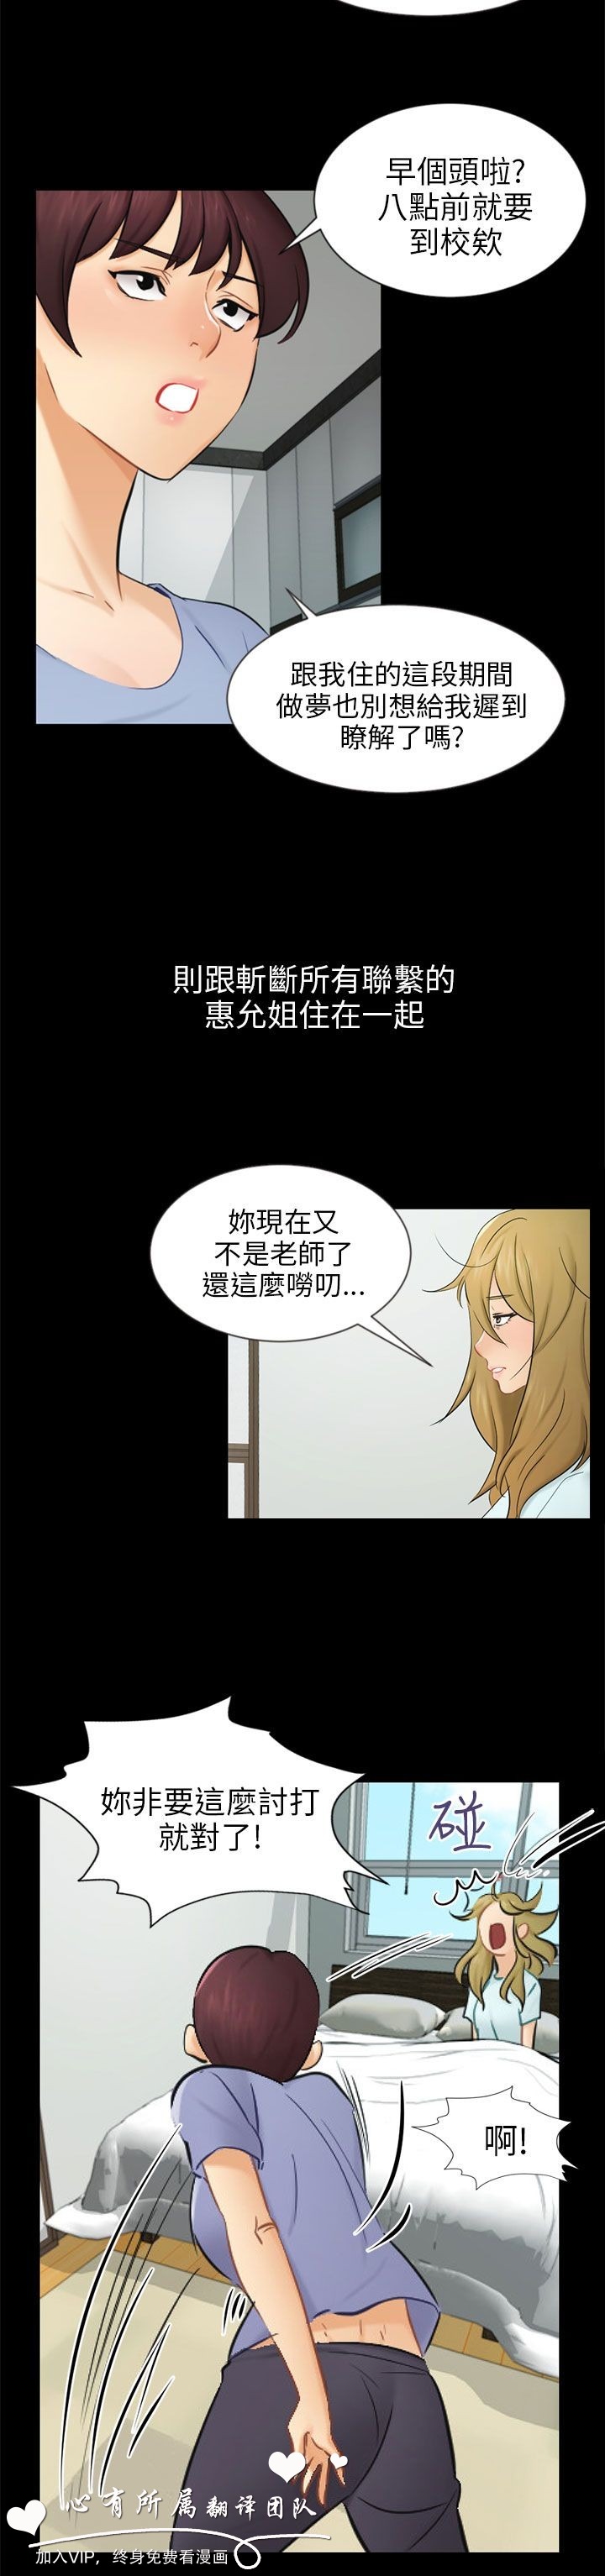 早個頭啦?
八點前就要
到校欸
跟我住的這段期間
做夢也別想給我遲到
瞭解了嗎?
則跟斬斷所有聯繫的
惠允姐住在一起
妳現在又
不是老師了
還這麼嘮叨...
妳非要這麼討打
就對了!
碰
啊!
心有所属翻译团队
加入VIP，终身免费看漫画